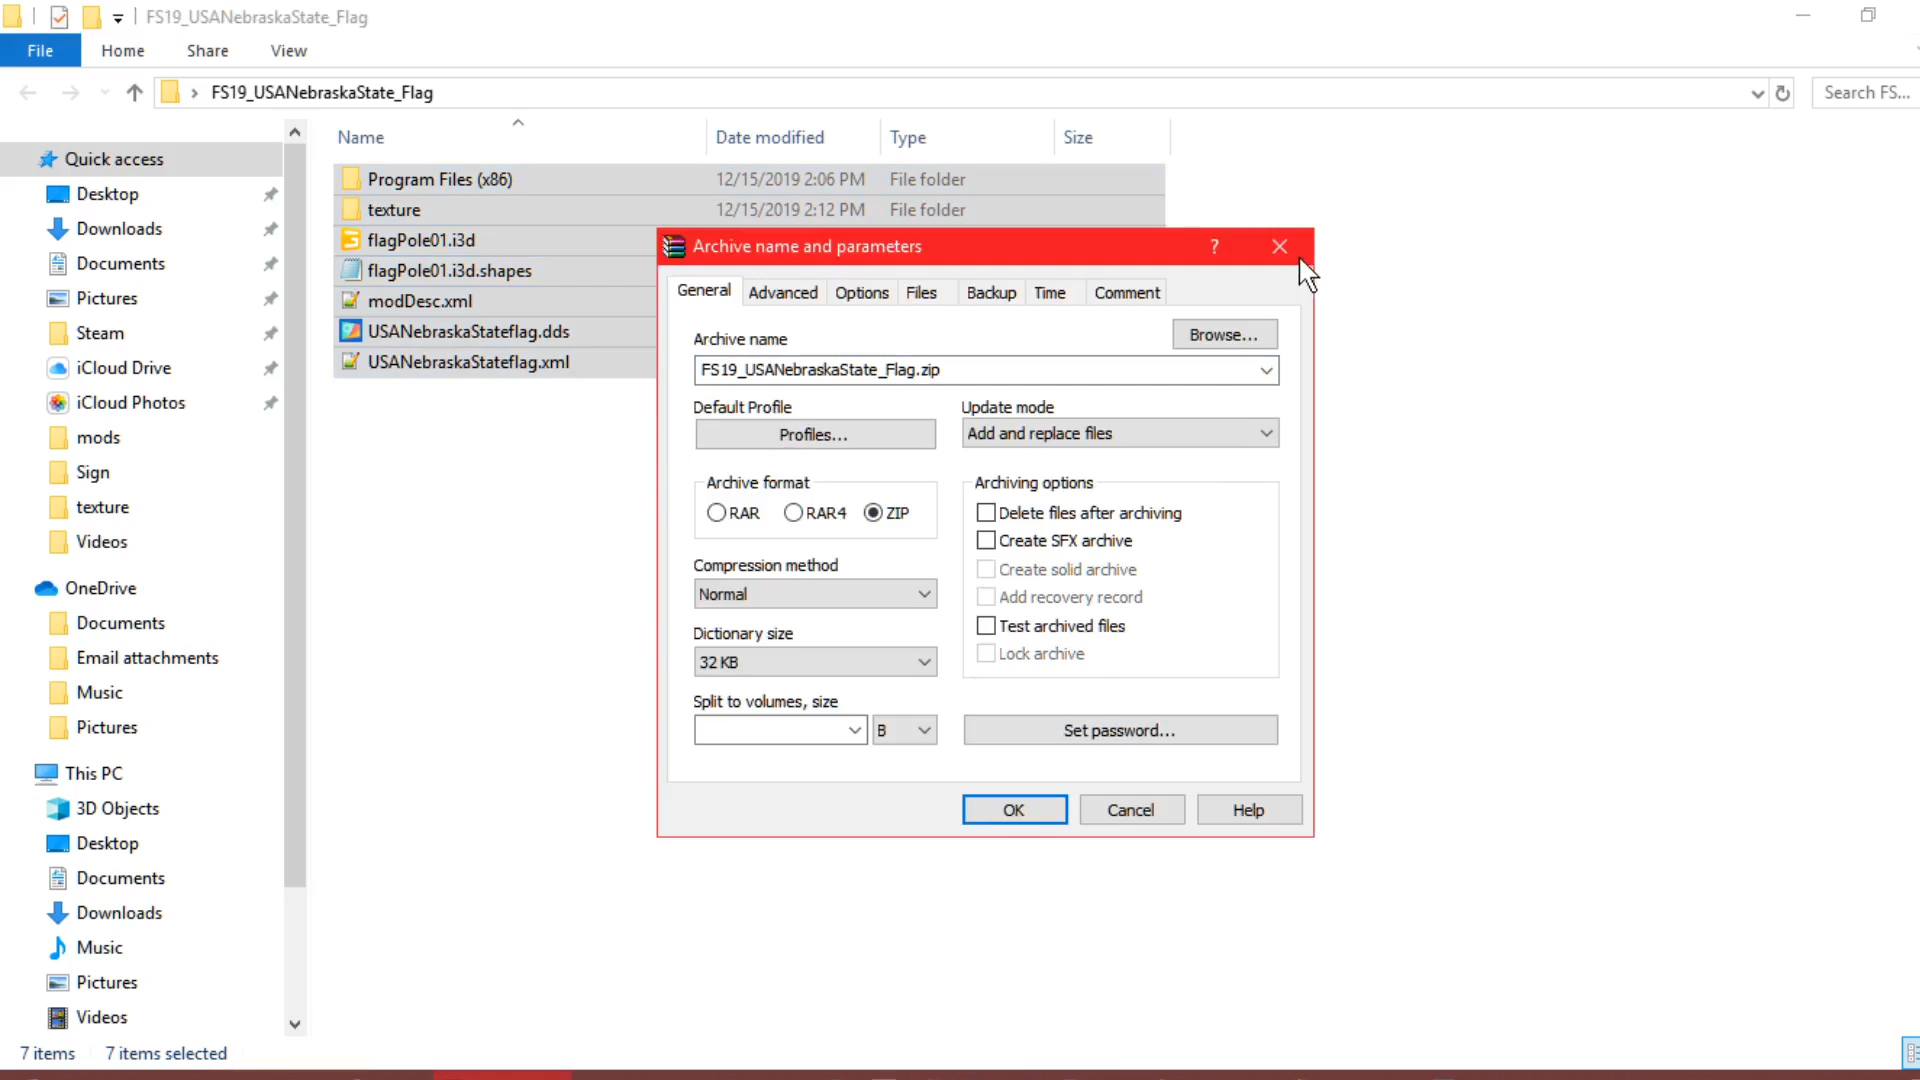 FS19_USANebraskaState_Flag
File Home Share View
FS19_USANebraskaState_Flag
Search FS...
Name Date modified Type Size
Quick access
Desktop
Downloads
Documents
Pictures
Steam
iCloud Drive
iCloud Photos
mods
Sign
texture
Videos
OneDrive
Documents
Email attachments
Music
Pictures
This PC
3D Objects
Desktop
Documents
Downloads
Music
Pictures
Videos
Program Files (x86) 12/15/2019 2:06 PM File folder
texture 12/15/2019 2:12 PM File folder
flagPole01.i3d
flagPole01.i3d.shapes
modDesc.xml
USANebraskaStateflag.dds
USANebraskaStateflag.xml
Archive name and parameters ?
General Advanced Options Files Backup Time Comment
Archive name
Browse...
FS19_USANebraskaState_Flag.zip
Default Profile
Profiles...
Update mode
Add and replace files
Archive format
RAR RAR4 ZIP
Compression method
Normal
Dictionary size
32 KB
Split to volumes, size
B
Archiving options
Delete files after archiving
Create SFX archive
Create solid archive
Add recovery record
Test archived files
Lock archive
Set password...
OK Cancel Help
7 items 7 items selected